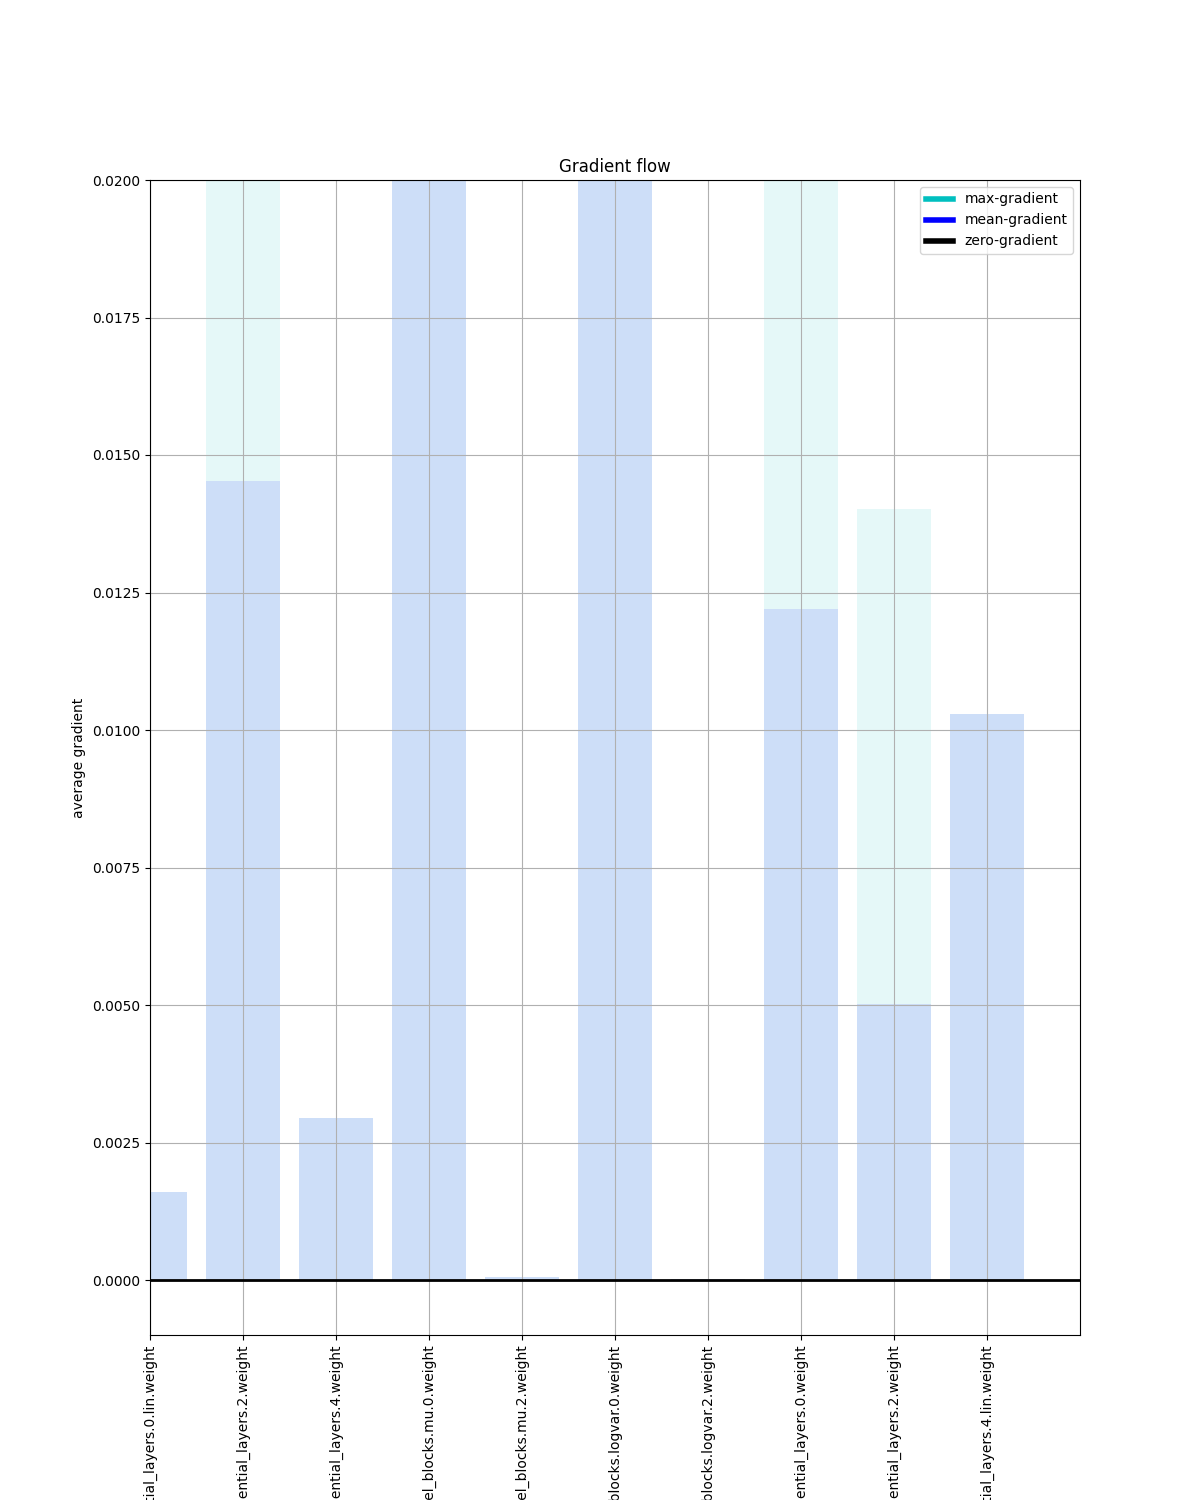 Gradient flow
max-gradient
mean-gradient
zero-gradient
0.0200
0.0175
0.0150
0.0125
0.0100
0.0075
0.0050
0.0025
0.0000
average gradient
tial_layers.0.lin.weight
ential_layers.2.weight
ential_layers.4.weight
el_blocks.mu.0.weight
el_blocks.mu.2.weight
blocks.logvar.0.weight
blocks.logvar.2.weight
ential_layers.0.weight
ential_layers.2.weight
tial_layers.4.lin.weight